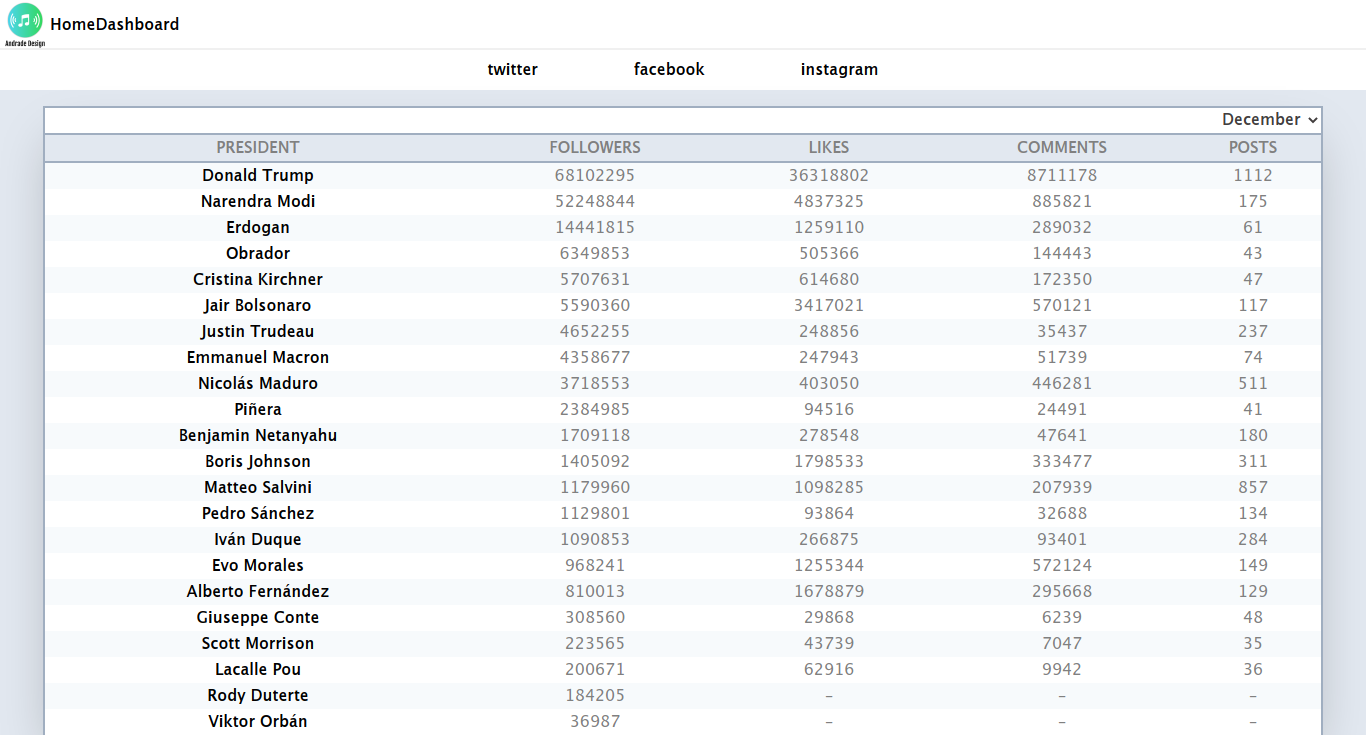 HomeDashboard
Andrade Design
twitter facebook instagram
December
PRESIDENT FOLLOWERS LIKES COMMENTS POSTS
Donald Trump 68102295 36318802 8711178 1112
Narendra Modi 52248844 4837325 885821 175
Erdogan 14441815 1259110 289032 61
Obrador 6349853 505366 144443 43
Cristina Kirchner 5707631 614680 172350 47
Jair Bolsonaro 5590360 3417021 570121 117
Justin Trudeau 4652255 248856 35437 237
Emmanuel Macron 4358677 247943 51739 74
Nicolás Maduro 3718553 403050 446281 511
Piñera 2384985 94516 24491 41
Benjamin Netanyahu 1709118 278548 47641 180
Boris Johnson 1405092 1798533 333477 311
Matteo Salvini 1179960 1098285 207939 857
Pedro Sánchez 1129801 93864 32688 134
Iván Duque 1090853 266875 93401 284
Evo Morales 968241 1255344 572124 149
Alberto Fernández 810013 1678879 295668 129
Giuseppe Conte 308560 29868 6239 48
Scott Morrison 223565 43739 7047 35
Lacalle Pou 200671 62916 9942 36
Rody Duterte 184205 – – –
Viktor Orbán 36987 – – –